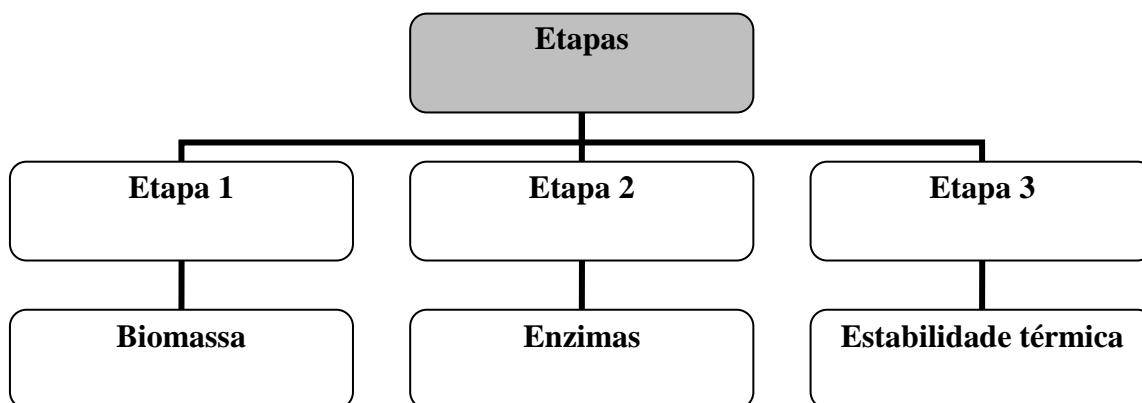 Etapas
Etapa 1
Etapa 2
Etapa 3
Biomassa
Enzimas
Estabilidade térmica